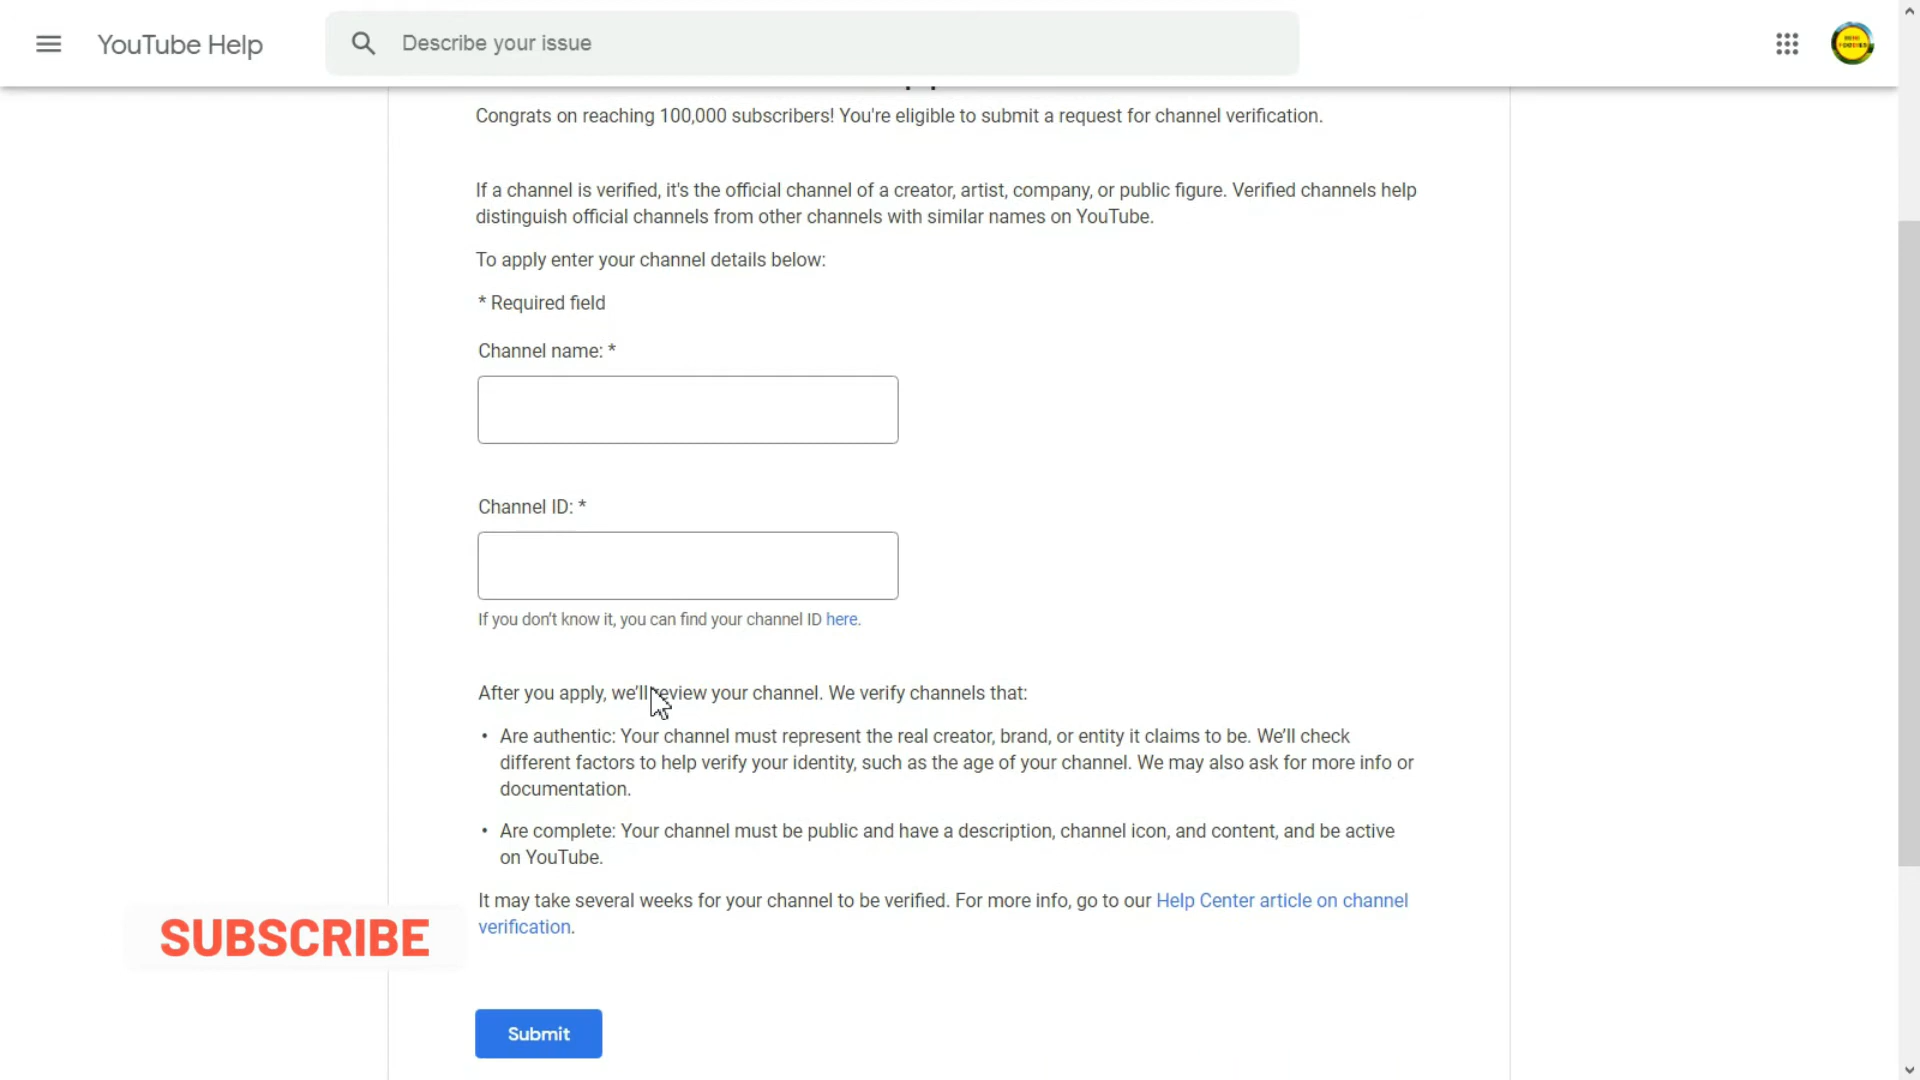 YouTube Help
Describe your issue
Congrats on reaching 100,000 subscribers! You're eligible to submit a request for channel verification.
If a channel is verified, it's the official channel of a creator, artist, company, or public figure. Verified channels help
distinguish official channels from other channels with similar names on YouTube.
To apply enter your channel details below:
* Required field
Channel name: *
Channel ID: *
If you don’t know it, you can find your channel ID here.
After you apply, we’ll review your channel. We verify channels that:
• Are authentic: Your channel must represent the real creator, brand, or entity it claims to be. We’ll check
different factors to help verify your identity, such as the age of your channel. We may also ask for more info or
documentation.
• Are complete: Your channel must be public and have a description, channel icon, and content, and be active
on YouTube.
It may take several weeks for your channel to be verified. For more info, go to our Help Center article on channel
verification.
SUBSCRIBE
Submit